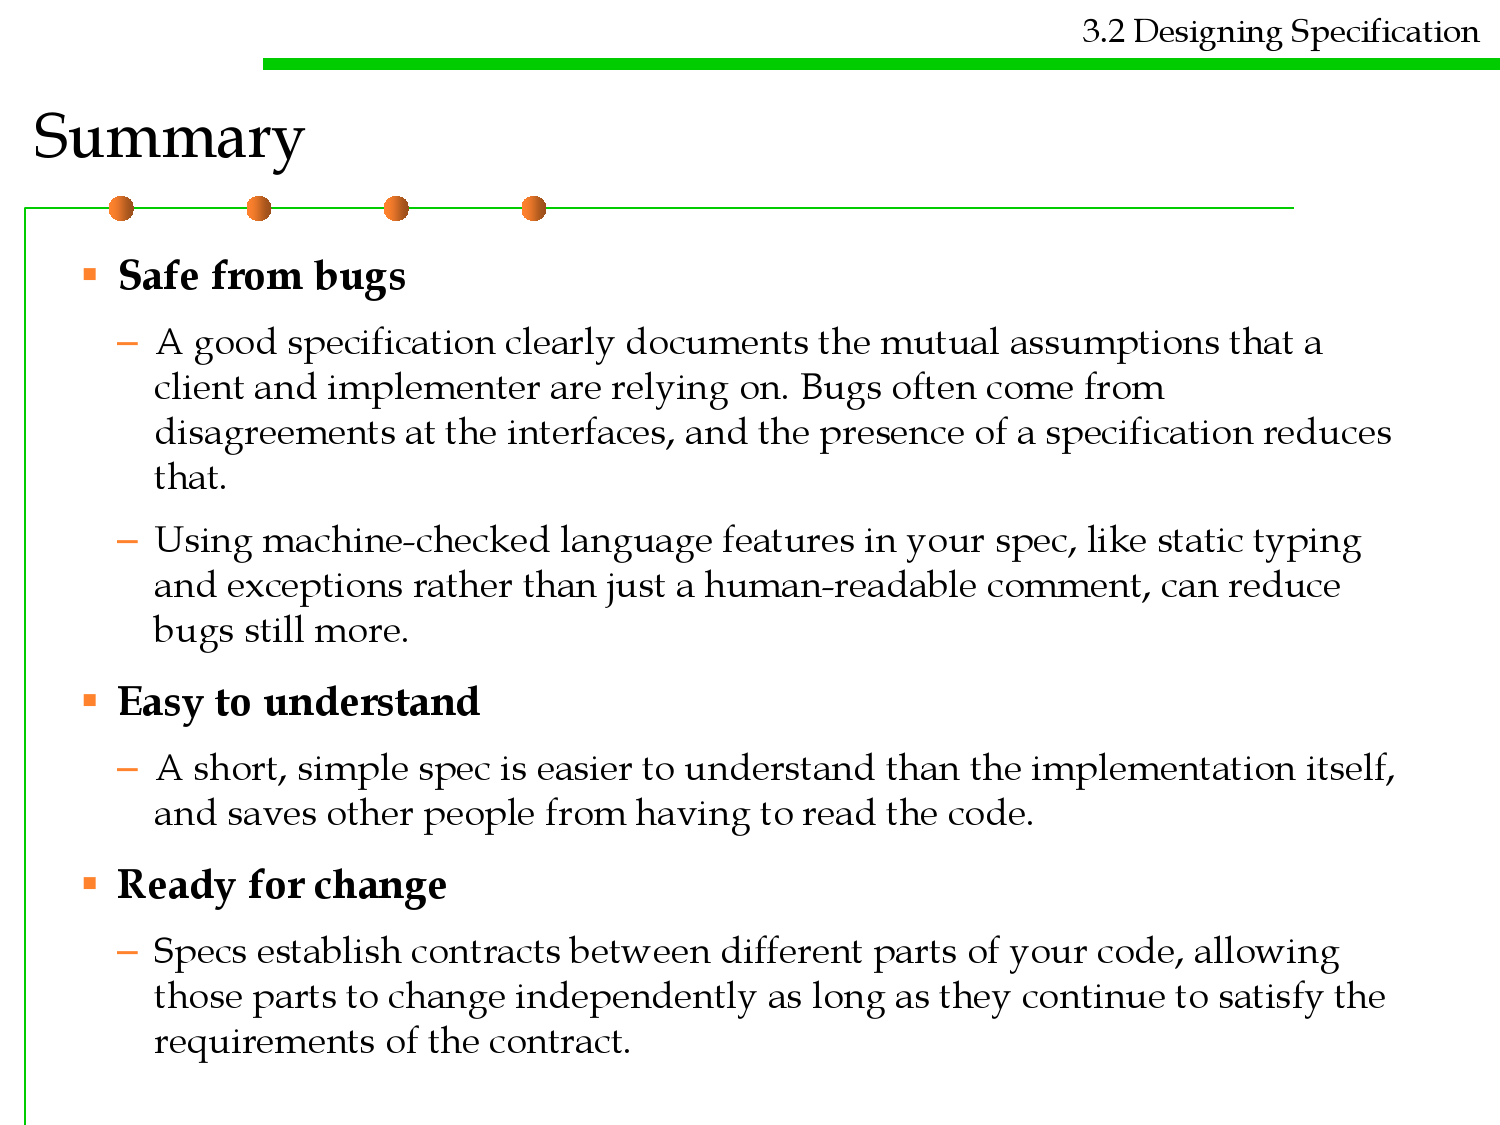 3.2 Designing Specification
Summary
▪ Safe from bugs
– A good specification clearly documents the mutual assumptions that a
client and implementer are relying on. Bugs often come from
disagreements at the interfaces, and the presence of a specification reduces
that.
– Using machine-checked language features in your spec, like static typing
and exceptions rather than just a human-readable comment, can reduce
bugs still more.
▪ Easy to understand
– A short, simple spec is easier to understand than the implementation itself,
and saves other people from having to read the code.
▪ Ready for change
– Specs establish contracts between different parts of your code, allowing
those parts to change independently as long as they continue to satisfy the
requirements of the contract.